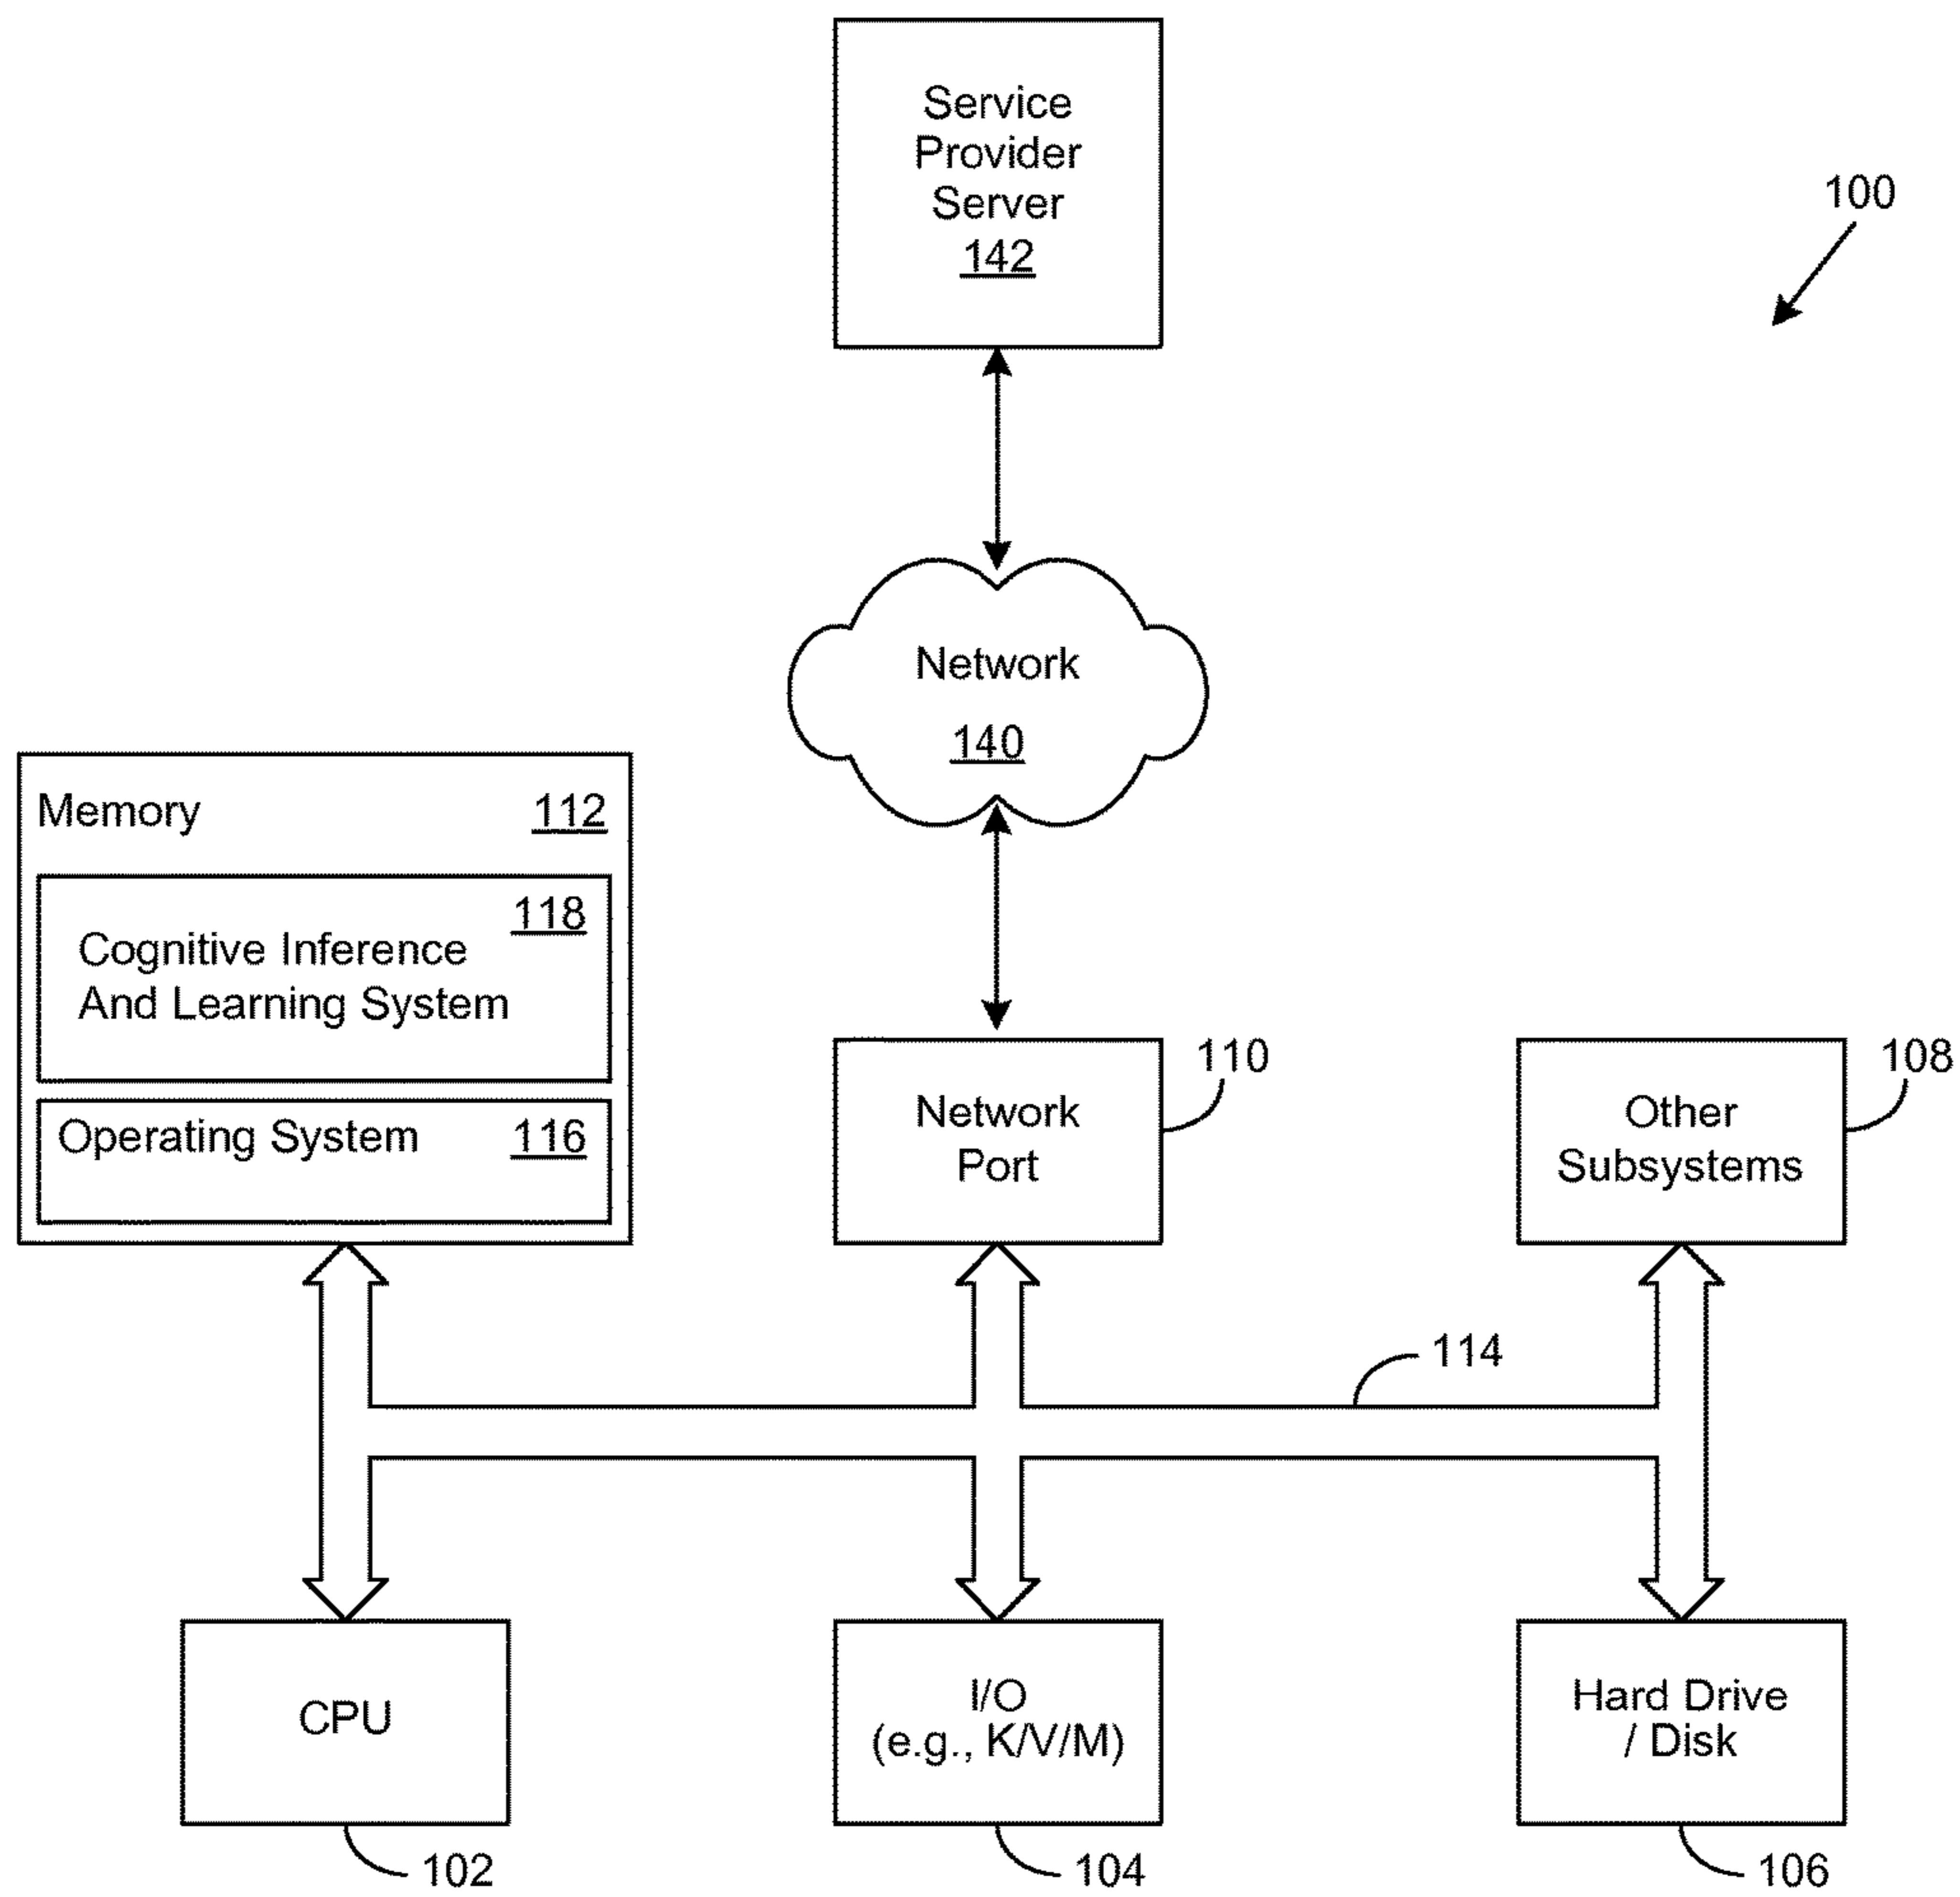 Service
Provider
Server
142
100
Network
140
Memory 112
118
Cognitive Inference
And Learning System
Operating System 116
Network
Port
110
Other
Subsystems
108
114
CPU
102
I/O
(e.g., K/V/M)
104
Hard Drive
/ Disk
106